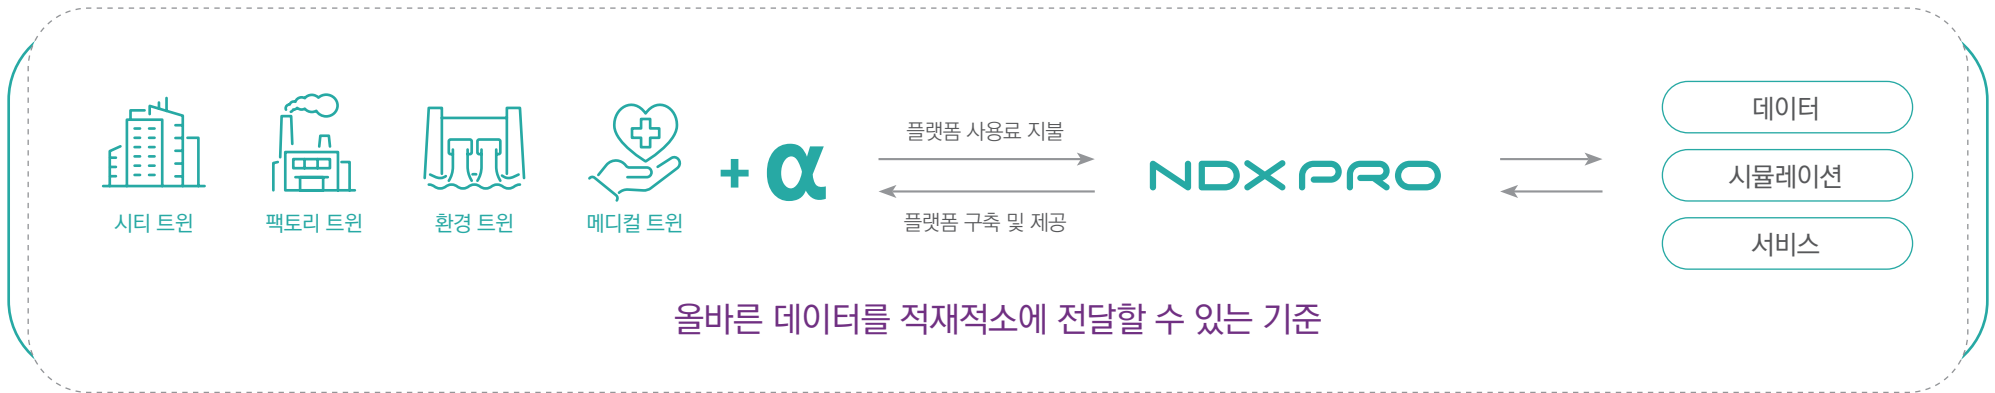 시티 트윈
팩토리 트윈
환경 트윈
메디컬 트윈
+α
플랫폼 사용료 지불
플랫폼 구축 및 제공
NDX PRO
데이터
시뮬레이션
서비스
올바른 데이터를 적재적소에 전달할 수 있는 기준